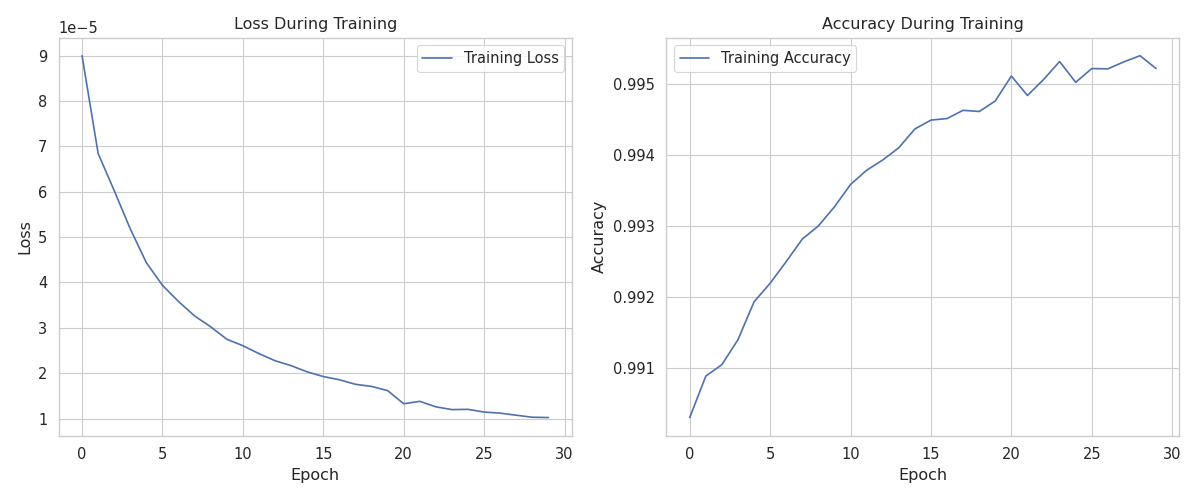 Loss During Training
1e−5
Training Loss
9
8
7
6
5
4
3
2
1
Loss
0 5 10 15 20 25 30
Epoch
Accuracy During Training
Training Accuracy
0.995
0.994
0.993
0.992
0.991
Accuracy
0 5 10 15 20 25 30
Epoch